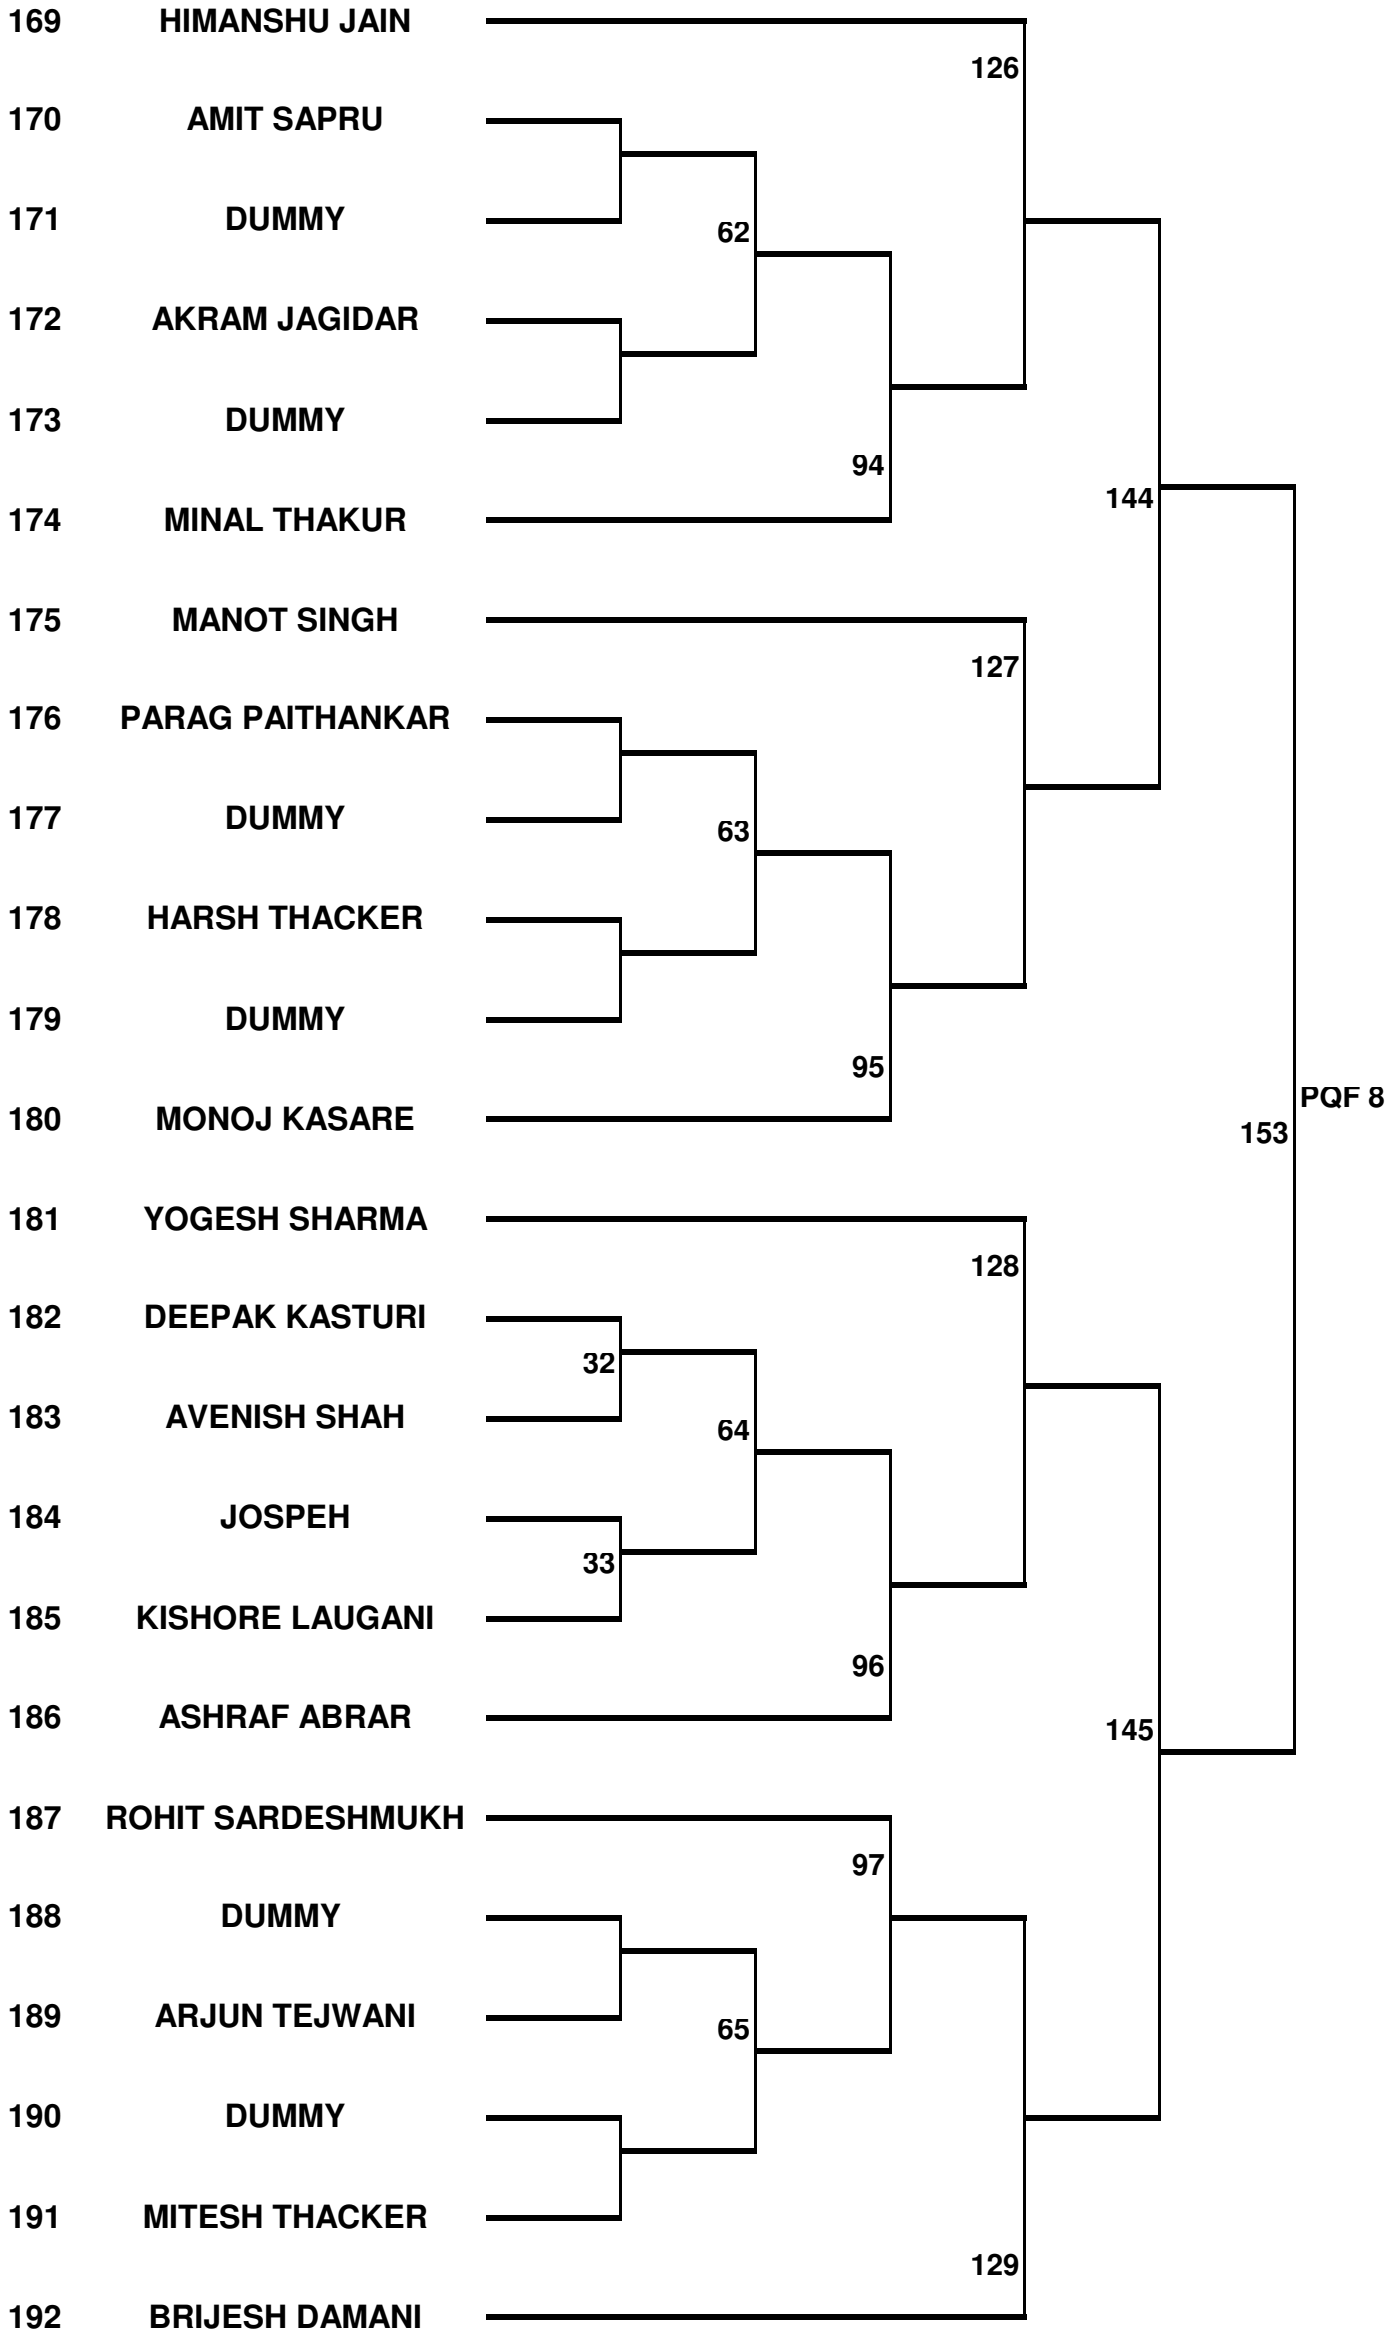 169 HIMANSHU JAIN
126
170 AMIT SAPRU
171 DUMMY
62
172 AKRAM JAGIDAR
173 DUMMY
94
144
174 MINAL THAKUR
175 MANOT SINGH
127
176 PARAG PAITHANKAR
177 DUMMY
63
178 HARSH THACKER
179 DUMMY
95
PQF 8
180 MONOJ KASARE
153
181 YOGESH SHARMA
128
182 DEEPAK KASTURI
32
183 AVENISH SHAH
64
184 JOSPEH
33
185 KISHORE LAUGANI
96
186 ASHRAF ABRAR
145
187 ROHIT SARDESHMUKH
97
188 DUMMY
189 ARJUN TEJWANI
65
190 DUMMY
191 MITESH THACKER
129
192 BRIJESH DAMANI